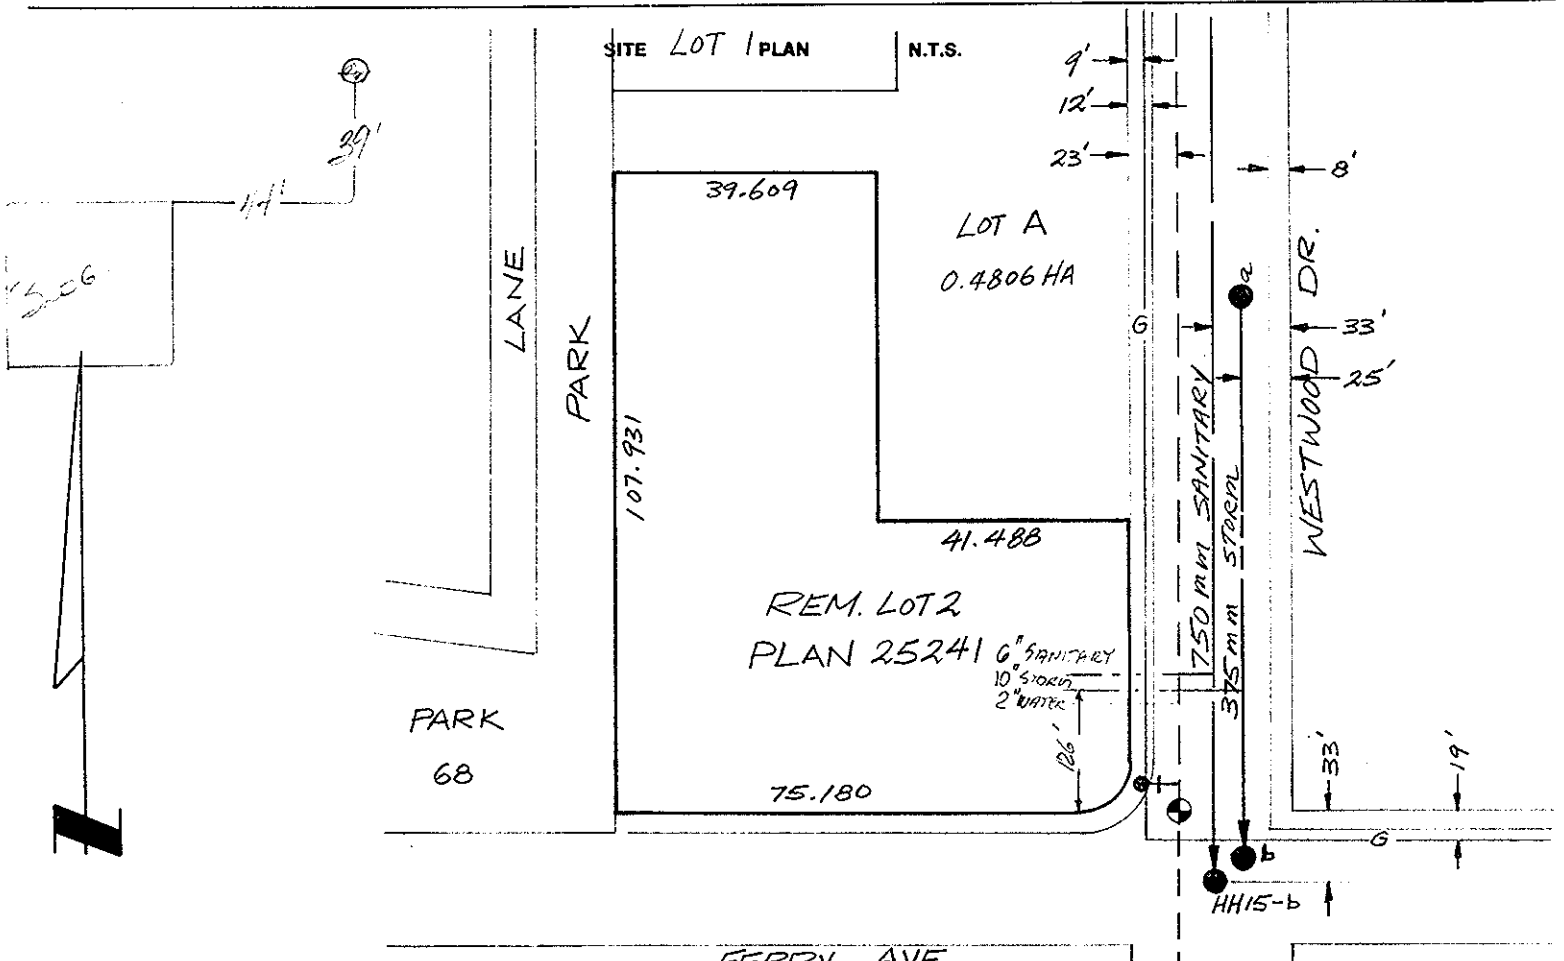 SITE LOT 1 PLAN N.T.S.
9'
12'
23'
8'
39'
44'
39.609
LOT A
0.4806 HA
LANE
PARK
107.931
G
33'
25'
a
WESTWOOD DR.
750 mm SANITARY
375 mm STORM
41.488
REM. LOT 2
PLAN 25241
6" SANITARY
10" STORM
2" WATER
126'
PARK
68
75.180
33'
19'
G
b
HH15-b
FERRY AVE